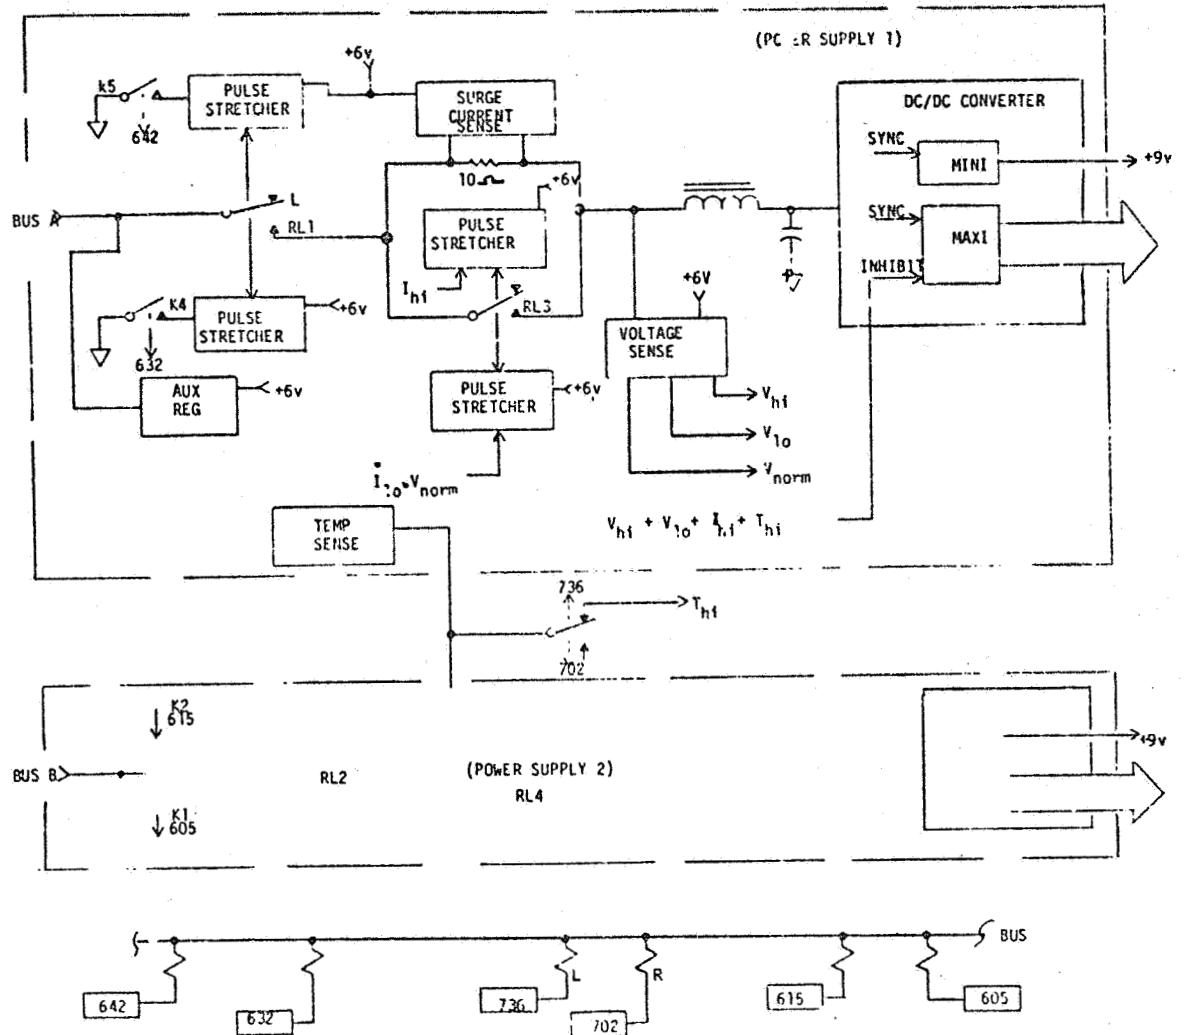 (POWER SUPPLY 1)
+6v
k5
PULSE
STRETCHER
SURGE
CURRENT
SENSE
DC/DC CONVERTER
642
SYNC
MINI
+9v
10Ω
+6v
BUS A
L
RL1
PULSE
STRETCHER
SYNC
MAXI
INHIBIT
I hi
RL3
+6V
K4
PULSE
STRETCHER
+6v
VOLTAGE
SENSE
632
AUX
REG
+6v
PULSE
STRETCHER
+6v
V hi
V lo
V norm
I lo • V norm
V hi + V lo + I hi + T hi
TEMP
SENSE
736
T hi
702
K2
615
+9v
BUS B
RL2
(POWER SUPPLY 2)
RL4
K1
605
BUS
L
R
642
632
736
702
615
605